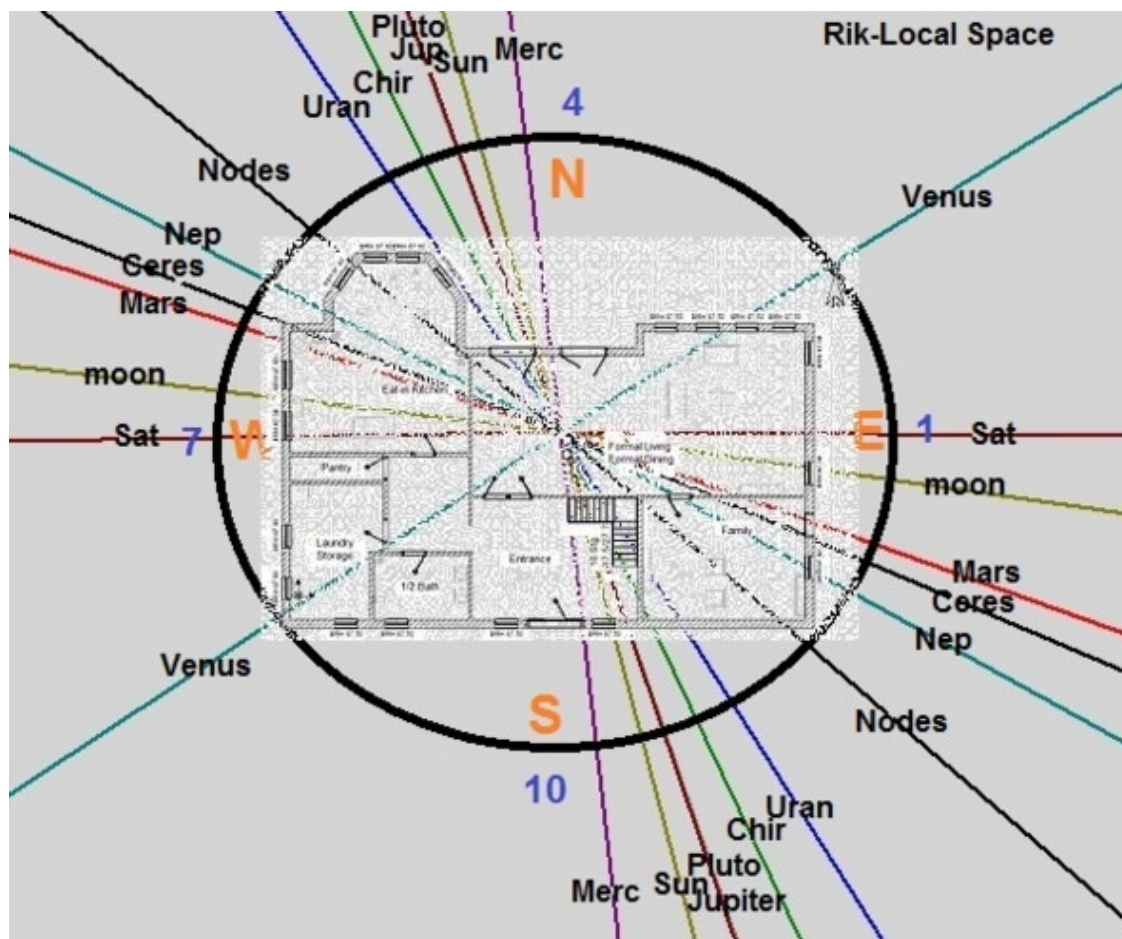 Rik-Local Space
Pluto
Jup
Sun
Merc
Chir
Uran
4
N
Nodes
Venus
Nep
Ceres
Mars
moon
Eat-in Kitchen
Sat
7
W
E
1
Sat
Formal Living
Formal Dining
Pantry
moon
Family
Laundry
Storage
Entrance
1/2 Bath
Mars
Ceres
Nep
Venus
S
Nodes
10
Uran
Chir
Pluto
Merc
Sun
Jupiter